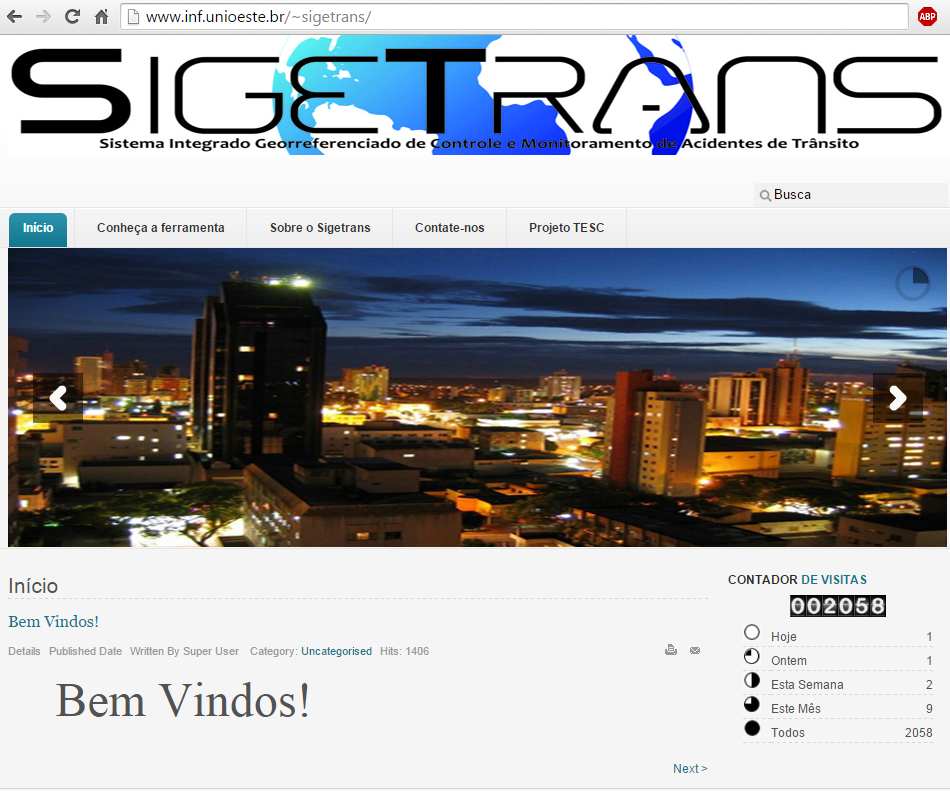 www.inf.unioeste.br/~sigetrans/
ABP
SIGETRANS
Sistema Integrado Georreferenciado de Controle e Monitoramento de Acidentes de Trânsito
Busca
Início
Conheça a ferramenta
Sobre o Sigetrans
Contate-nos
Projeto TESC
Início
Bem Vindos!
Details Published Date Written By Super User Category: Uncategorised Hits: 1406
Bem Vindos!
Next >
CONTADOR DE VISITAS
002058
Hoje 1
Ontem 1
Esta Semana 2
Este Mês 9
Todos 2058